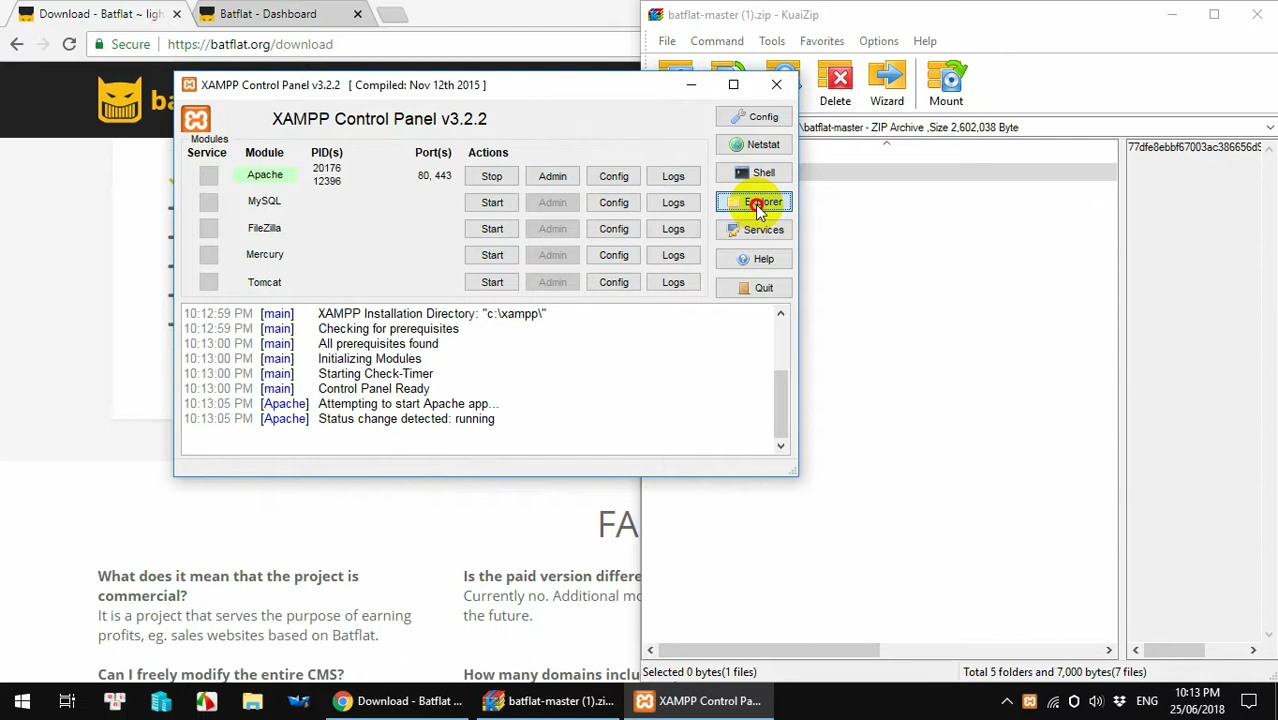 Download - Batflat ~ ligh
Batflat - Dashboard
Secure
https://batflat.org/download
ba
batflat-master (1).zip - KuaiZip
File Command Tools Favorites Options Help
Delete Wizard Mount
\batflat-master - ZIP Archive ,Size 2,602,038 Byte
77dfe8ebbf67003ac386656d9
XAMPP Control Panel v3.2.2 [ Compiled: Nov 12th 2015 ]
XAMPP Control Panel v3.2.2
Modules
Service Module PID(s) Port(s) Actions
Apache 20176 12396 80, 443 Stop Admin Config Logs
MySQL Start Admin Config Logs
FileZilla Start Admin Config Logs
Mercury Start Admin Config Logs
Tomcat Start Admin Config Logs
Config
Netstat
Shell
Explorer
Services
Help
Quit
10:12:59 PM [main] XAMPP Installation Directory: "c:\xampp\"
10:12:59 PM [main] Checking for prerequisites
10:13:00 PM [main] All prerequisites found
10:13:00 PM [main] Initializing Modules
10:13:00 PM [main] Starting Check-Timer
10:13:00 PM [main] Control Panel Ready
10:13:05 PM [Apache] Attempting to start Apache app...
10:13:05 PM [Apache] Status change detected: running
FA
What does it mean that the project is
commercial?
It is a project that serves the purpose of earning
profits, eg. sales websites based on Batflat.
Can I freely modify the entire CMS?
Is the paid version differe
Currently no. Additional mo
the future.
How many domains includ
Selected 0 bytes(1 files)
Total 5 folders and 7,000 bytes(7 files)
Download - Batflat ...
batflat-master (1).zi...
XAMPP Control Pa...
ENG
10:13 PM
25/06/2018